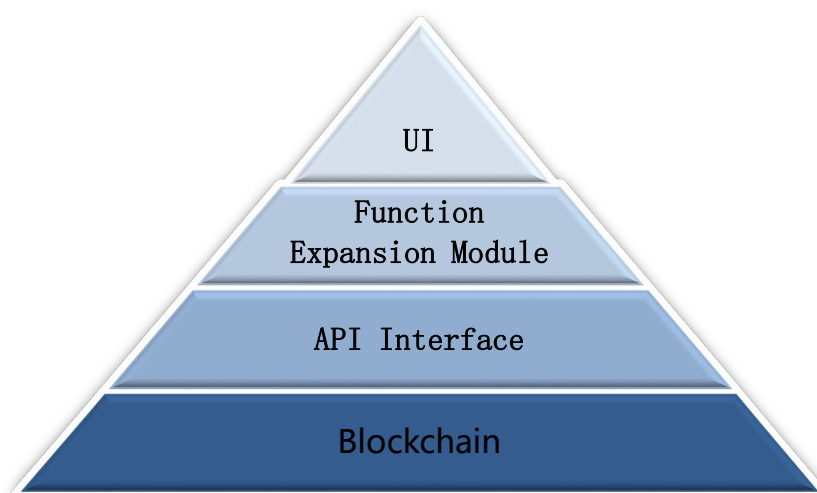 UI
Function
Expansion Module
API Interface
Blockchain